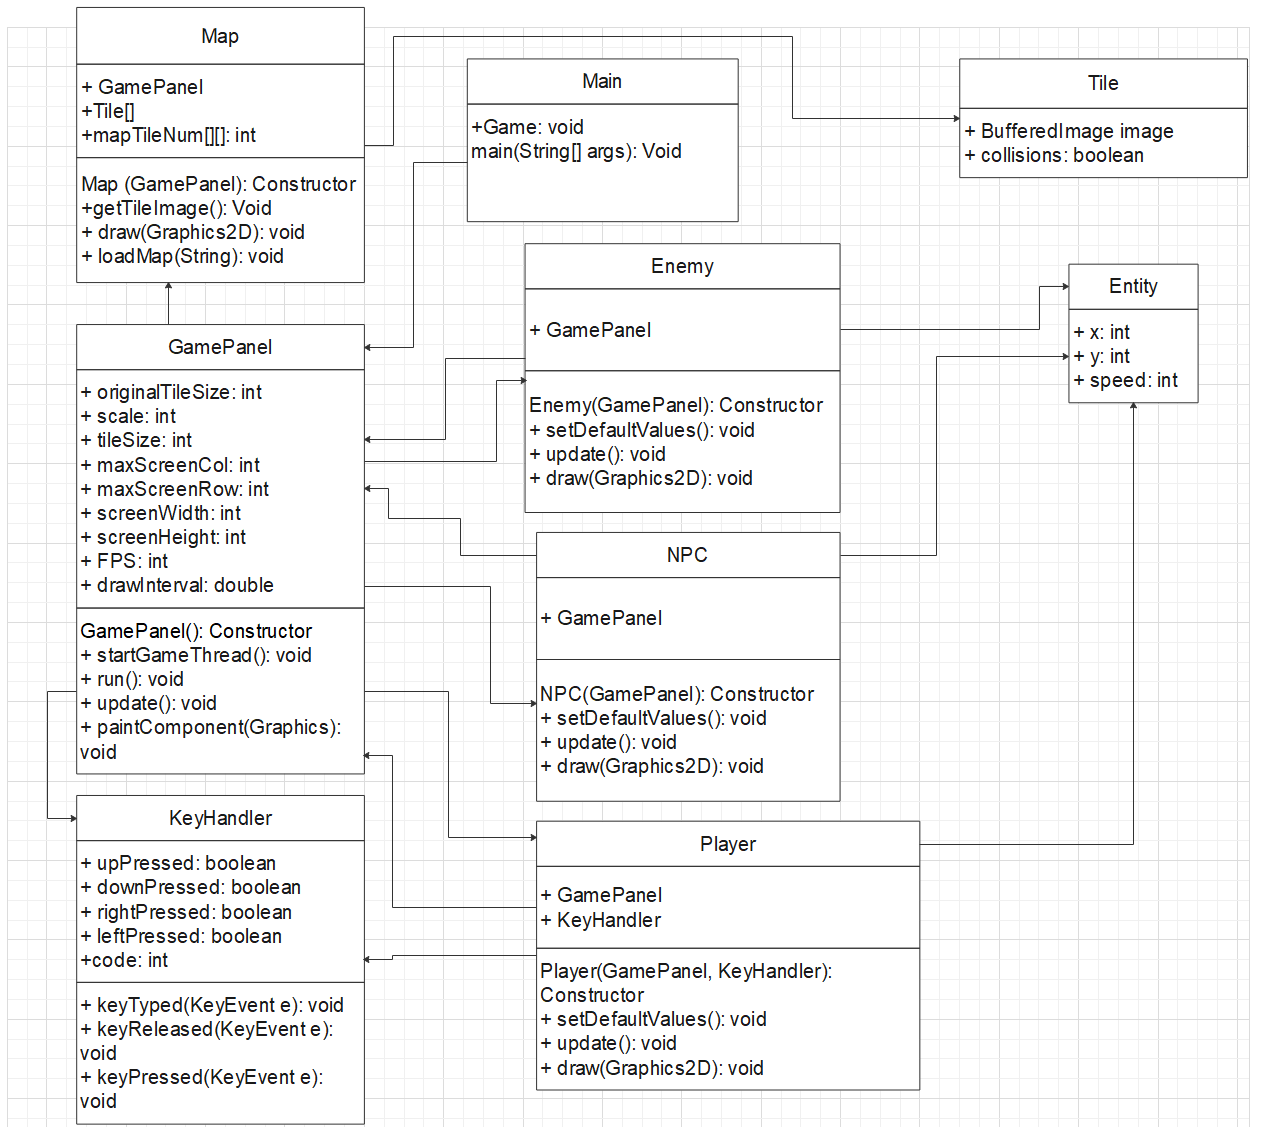 Map
+ GamePanel
+Tile[]
+mapTileNum[][]: int
Map (GamePanel): Constructor
+getTileImage(): Void
+ draw(Graphics2D): void
+ loadMap(String): void
Main
+Game: void
main(String[] args): Void
Tile
+ BufferedImage image
+ collisions: boolean
Enemy
+ GamePanel
Enemy(GamePanel): Constructor
+ setDefaultValues(): void
+ update(): void
+ draw(Graphics2D): void
Entity
+ x: int
+ y: int
+ speed: int
GamePanel
+ originalTileSize: int
+ scale: int
+ tileSize: int
+ maxScreenCol: int
+ maxScreenRow: int
+ screenWidth: int
+ screenHeight: int
+ FPS: int
+ drawInterval: double
GamePanel(): Constructor
+ startGameThread(): void
+ run(): void
+ update(): void
+ paintComponent(Graphics):
void
NPC
+ GamePanel
NPC(GamePanel): Constructor
+ setDefaultValues(): void
+ update(): void
+ draw(Graphics2D): void
KeyHandler
+ upPressed: boolean
+ downPressed: boolean
+ rightPressed: boolean
+ leftPressed: boolean
+code: int
+ keyTyped(KeyEvent e): void
+ keyReleased(KeyEvent e):
void
+ keyPressed(KeyEvent e):
void
Player
+ GamePanel
+ KeyHandler
Player(GamePanel, KeyHandler):
Constructor
+ setDefaultValues(): void
+ update(): void
+ draw(Graphics2D): void